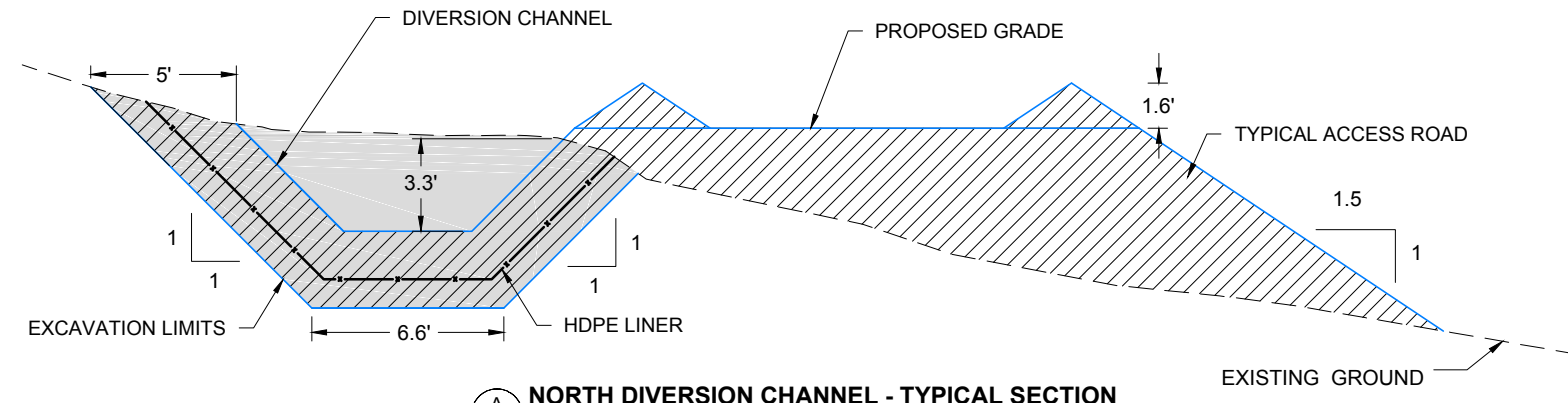 DIVERSION CHANNEL
PROPOSED GRADE
5'
1.6'
TYPICAL ACCESS ROAD
3.3'
1.5
1
1
1
1
1
EXCAVATION LIMITS
6.6'
HDPE LINER
EXISTING GROUND
A
NORTH DIVERSION CHANNEL - TYPICAL SECTION